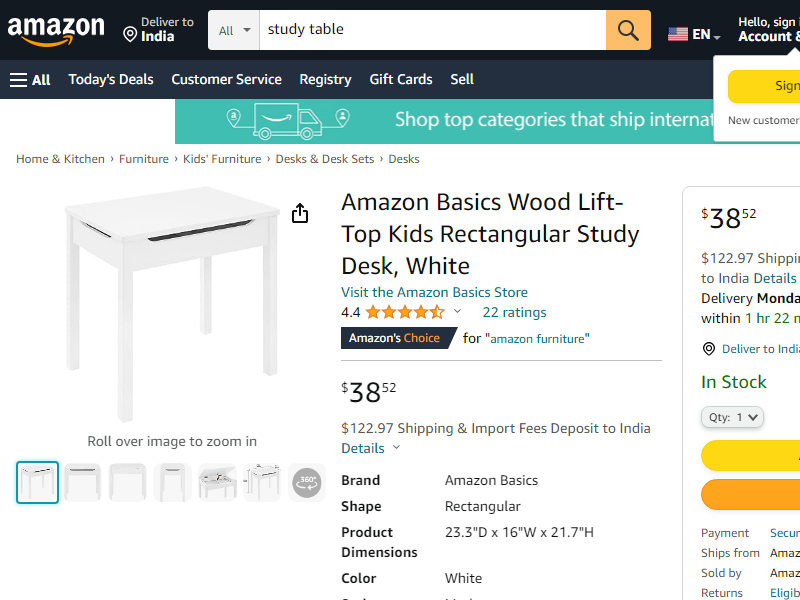 amazon
Deliver to
India
All
study table
EN
Hello, sign
Account &
All
Today's Deals
Customer Service
Registry
Gift Cards
Sell
Sign
New customer
Shop top categories that ship internat
Home & Kitchen › Furniture › Kids' Furniture › Desks & Desk Sets › Desks
Amazon Basics Wood Lift-
Top Kids Rectangular Study
Desk, White
Visit the Amazon Basics Store
4.4
22 ratings
Amazon's Choice for "amazon furniture"
$38 52
$122.97 Shipping & Import Fees Deposit to India
Details
Brand Amazon Basics
Shape Rectangular
Product Dimensions 23.3"D x 16"W x 21.7"H
Color White
Roll over image to zoom in
360°
$38 52
$122.97 Shippin
to India Details
Delivery Monda
within 1 hr 22 m
Deliver to India
In Stock
Qty: 1
Payment Secur
Ships from Amaz
Sold by Amaz
Returns Eligib